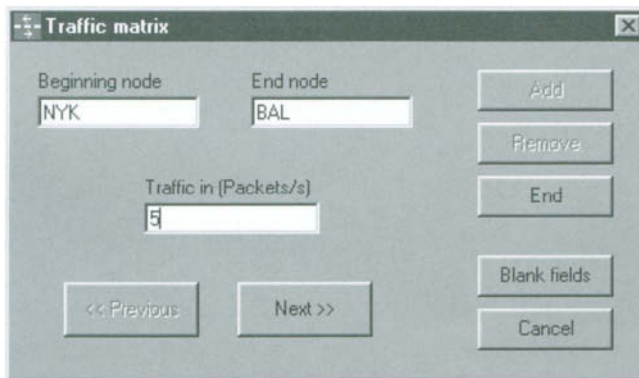 Traffic matrix
Beginning node
End node
Add
NYK
BAL
Remove
Traffic in (Packets/s)
End
5
Blank fields
<< Previous
Next >>
Cancel